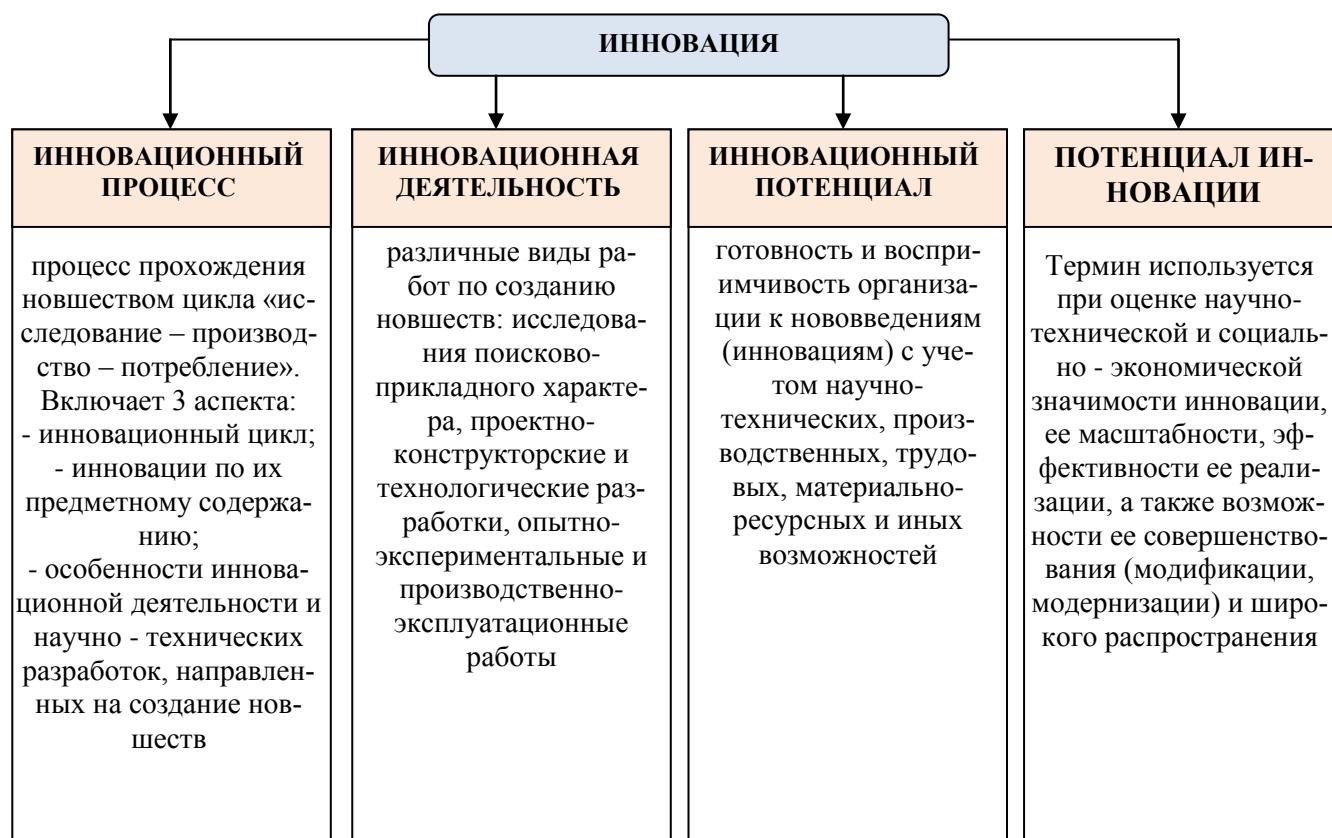 ИННОВАЦИЯ
ИННОВАЦИОННЫЙ
ПРОЦЕСС
процесс прохождения
новшеством цикла «ис-
следование – производ-
ство – потребление».
Включает 3 аспекта:
- инновационный цикл;
- инновации по их
предметному содержа-
нию;
- особенности иннова-
ционной деятельности и
научно - технических
разработок, направлен-
ных на создание нов-
шеств
ИННОВАЦИОННАЯ
ДЕЯТЕЛЬНОСТЬ
различные виды ра-
бот по созданию
новшеств: исследова-
ния поисково-
прикладного характе-
ра, проектно-
конструкторские и
технологические раз-
работки, опытно-
экспериментальные и
производственно-
эксплуатационные
работы
ИННОВАЦИОННЫЙ
ПОТЕНЦИАЛ
готовность и воспри-
имчивость организа-
ции к нововведениям
(инновациям) с уче-
том научно-
технических, произ-
водственных, трудо-
вых, материально-
ресурсных и иных
возможностей
ПОТЕНЦИАЛ ИН-
НОВАЦИИ
Термин используется
при оценке научно-
технической и социаль-
но - экономической
значимости инновации,
ее масштабности, эф-
фективности ее реали-
зации, а также возмож-
ности ее совершенство-
вания (модификации,
модернизации) и широ-
кого распространения